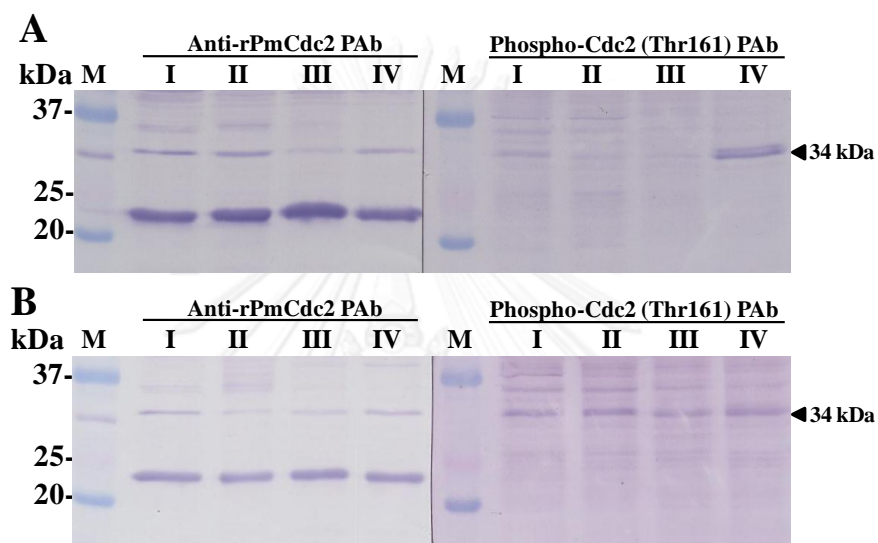 A
Anti-rPmCdc2 PAb Phospho-Cdc2 (Thr161) PAb
kDa M I II III IV M I II III IV
37-
34 kDa
25-
20-
B
Anti-rPmCdc2 PAb Phospho-Cdc2 (Thr161) PAb
kDa M I II III IV M I II III IV
37-
34 kDa
25-
20-